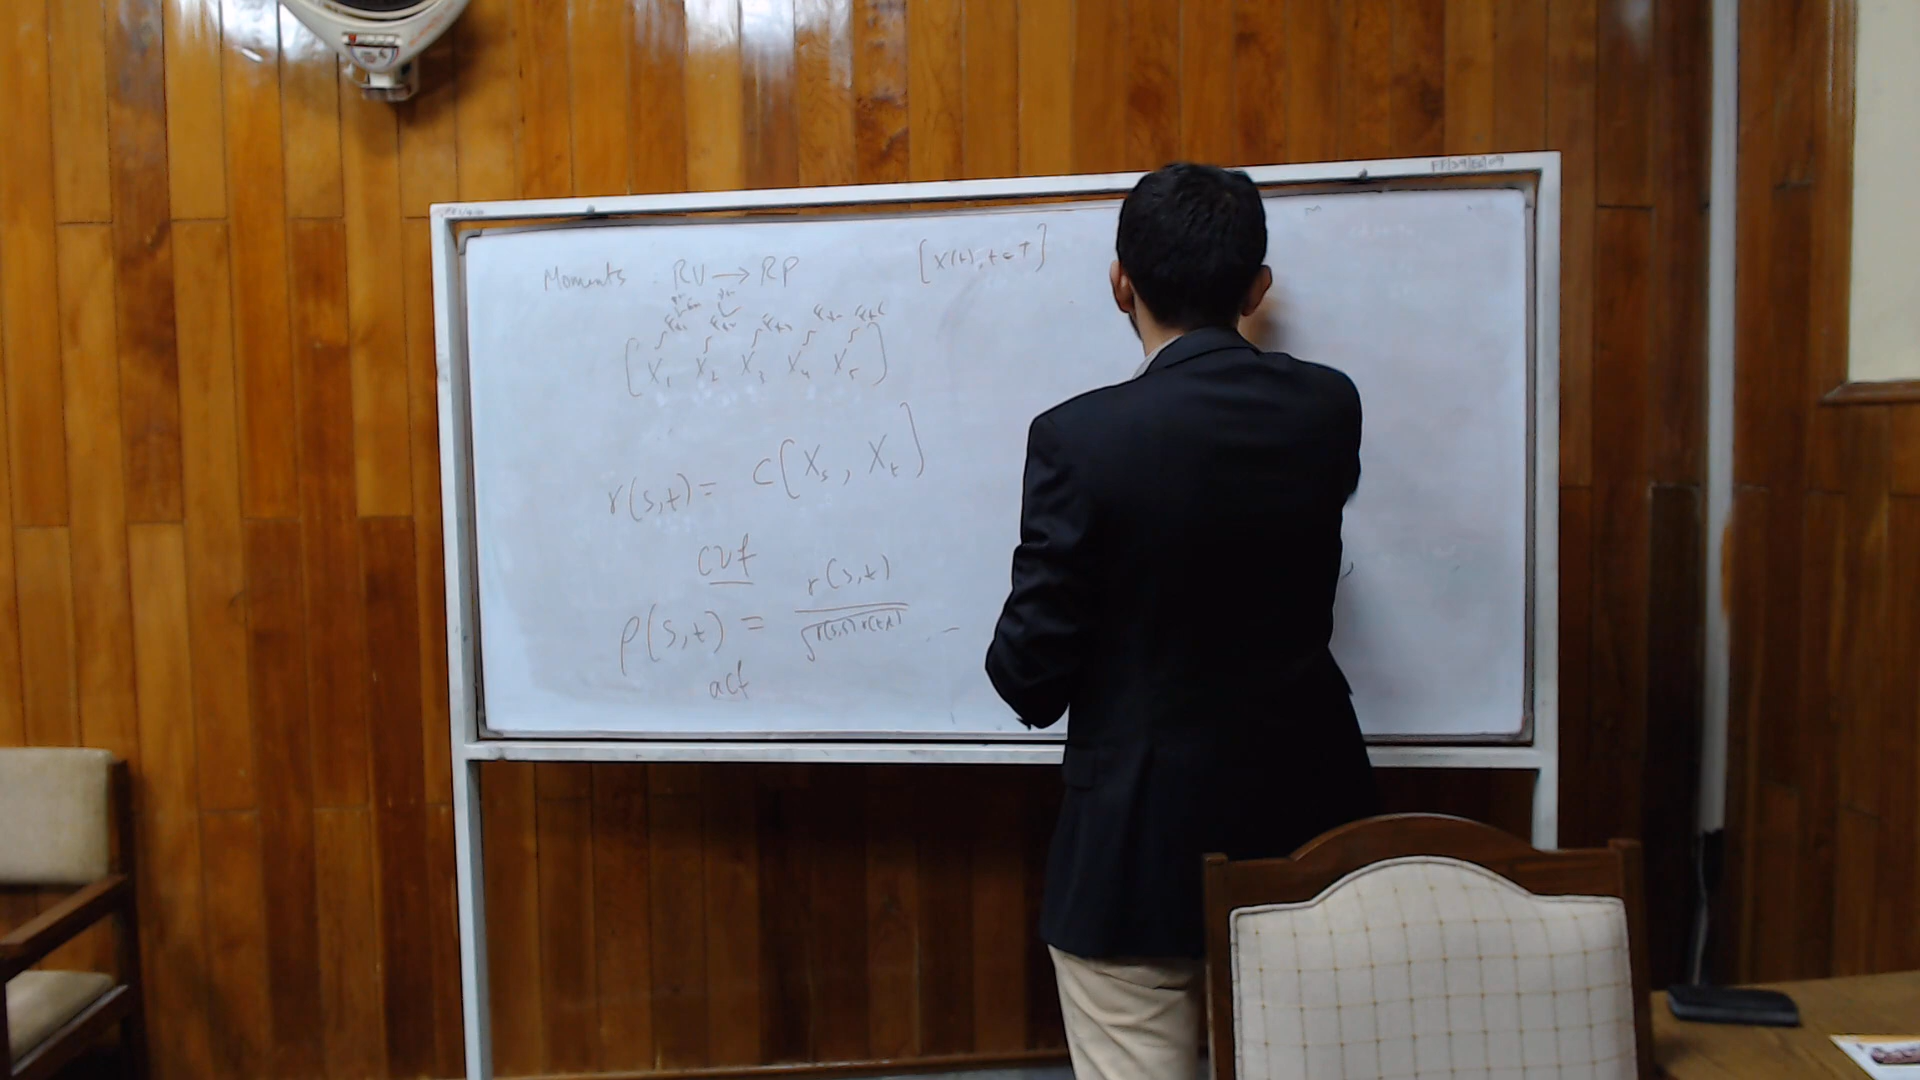 Moments RV → RP
[X(t), t∈T]
[X₁ X₂ X₃ X₄ X₅]
r(s,t) = C[Xₛ, Xₜ]
cvf
ρ(s,t) = r(s,t) / √r(s,s) r(t,t)
acf